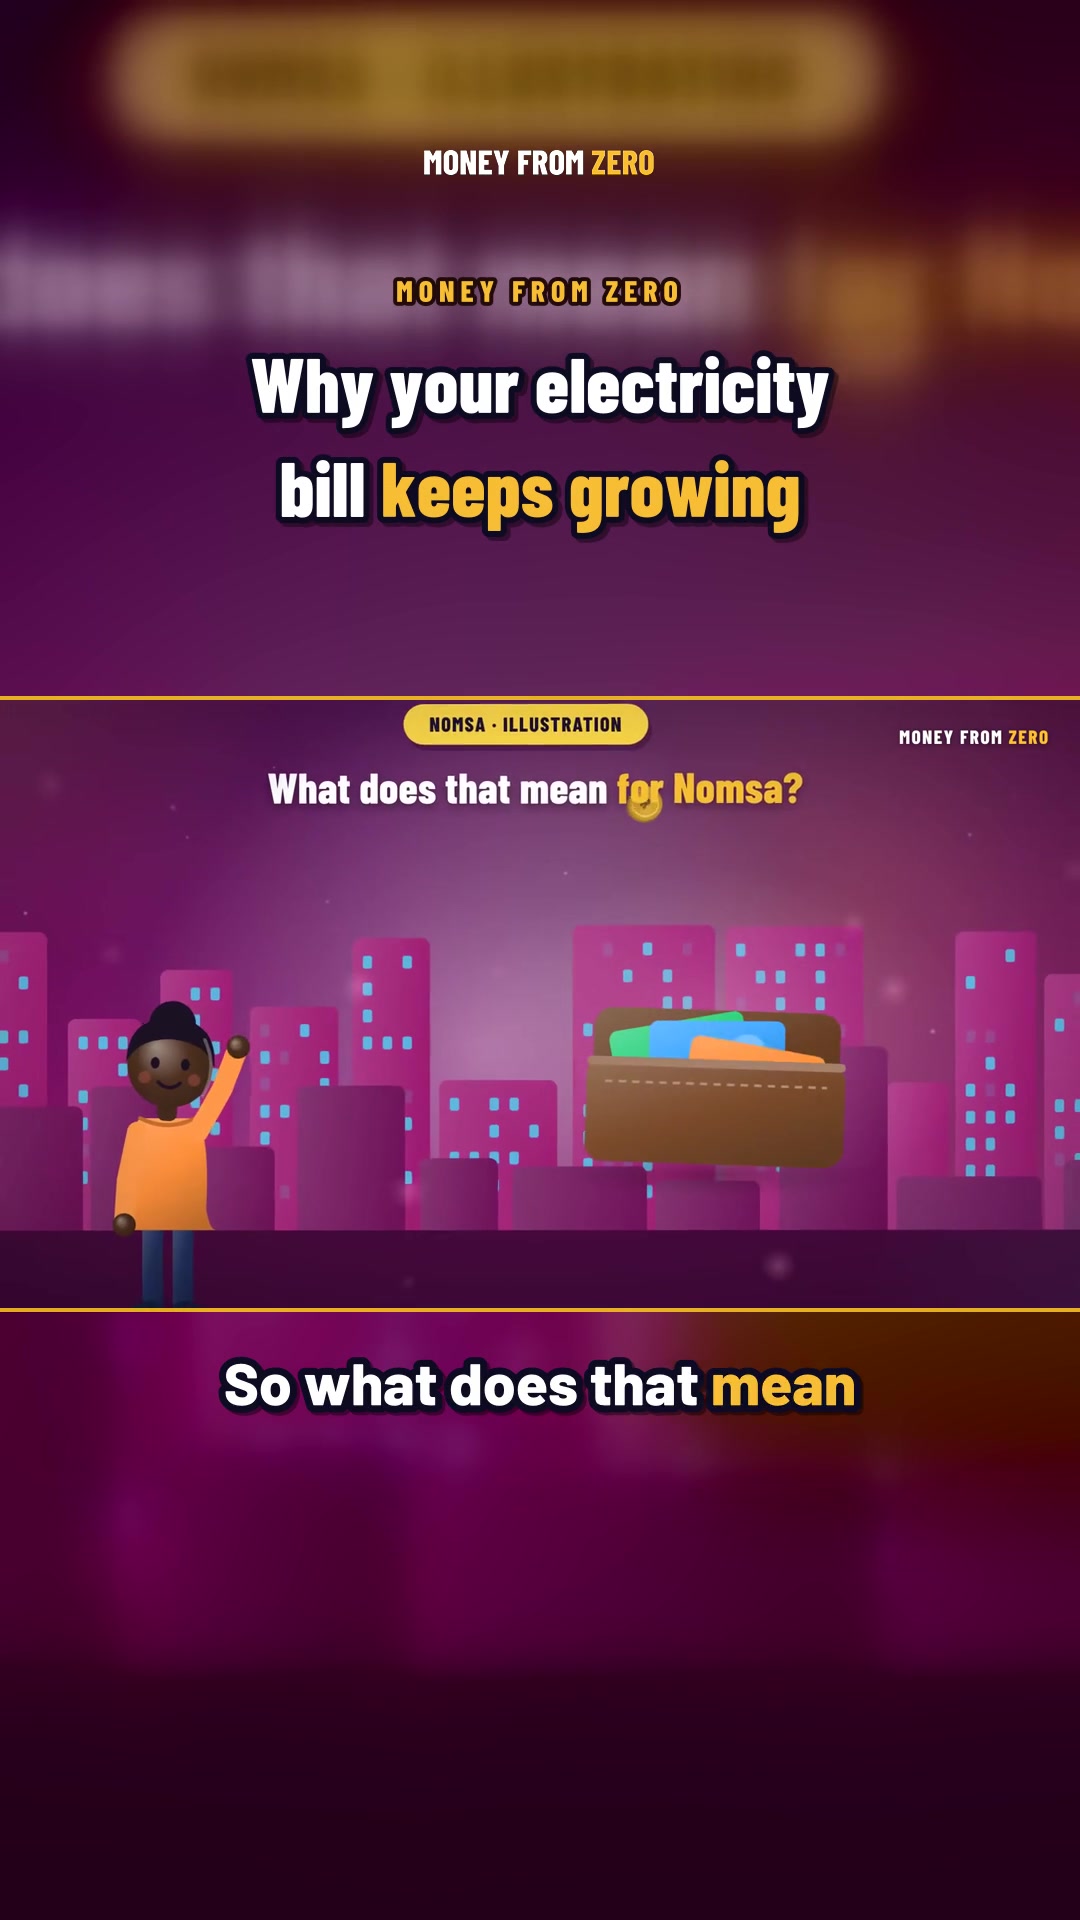 MONEY FROM ZERO
MONEY FROM ZERO
Why your electricity
bill keeps growing
NOMSA · ILLUSTRATION
MONEY FROM ZERO
What does that mean for Nomsa?
So what does that mean